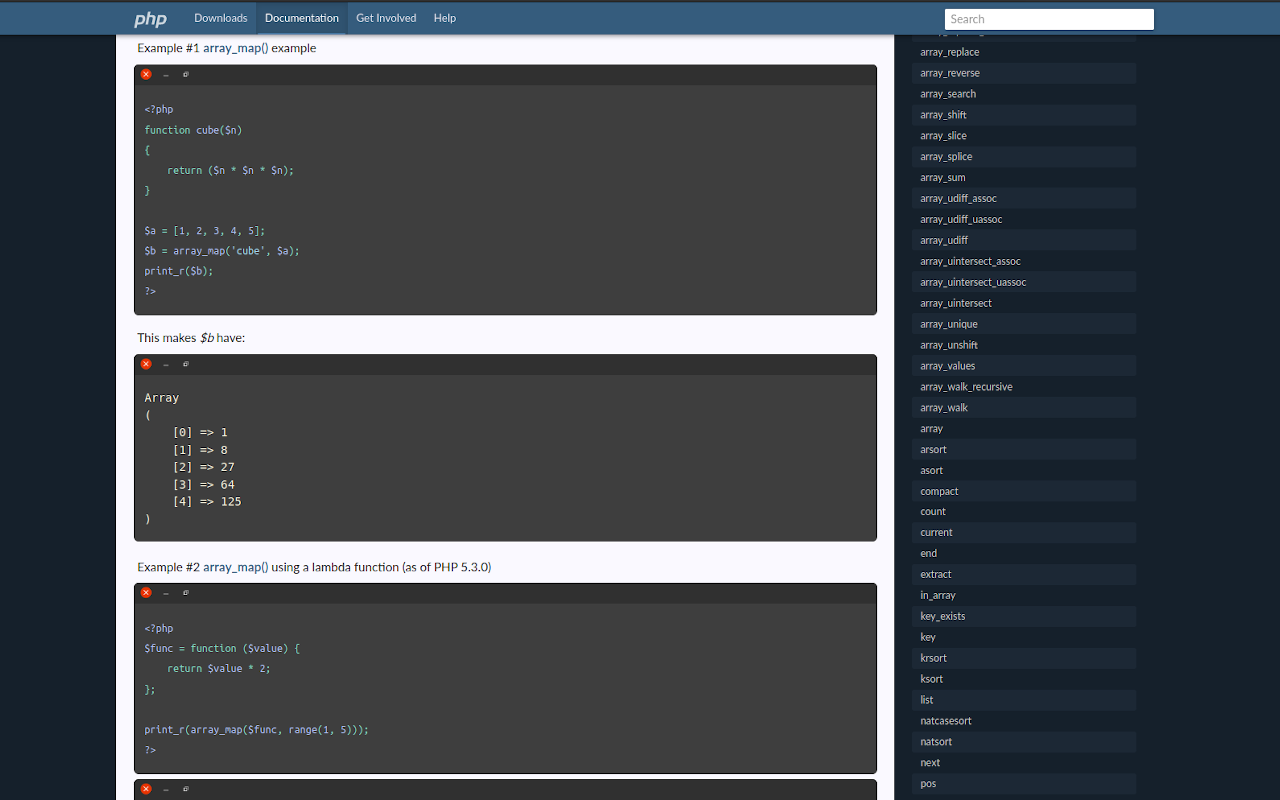 php Downloads Documentation Get Involved Help Search
Example #1 array_map() example
<?php
function cube($n)
{
    return ($n * $n * $n);
}
$a = [1, 2, 3, 4, 5];
$b = array_map('cube', $a);
print_r($b);
?>
This makes $b have:
Array
(
    [0] => 1
    [1] => 8
    [2] => 27
    [3] => 64
    [4] => 125
)
Example #2 array_map() using a lambda function (as of PHP 5.3.0)
<?php
$func = function ($value) {
    return $value * 2;
};
print_r(array_map($func, range(1, 5)));
?>
array_replace
array_reverse
array_search
array_shift
array_slice
array_splice
array_sum
array_udiff_assoc
array_udiff_uassoc
array_udiff
array_uintersect_assoc
array_uintersect_uassoc
array_uintersect
array_unique
array_unshift
array_values
array_walk_recursive
array_walk
array
arsort
asort
compact
count
current
end
extract
in_array
key_exists
key
krsort
ksort
list
natcasesort
natsort
next
pos